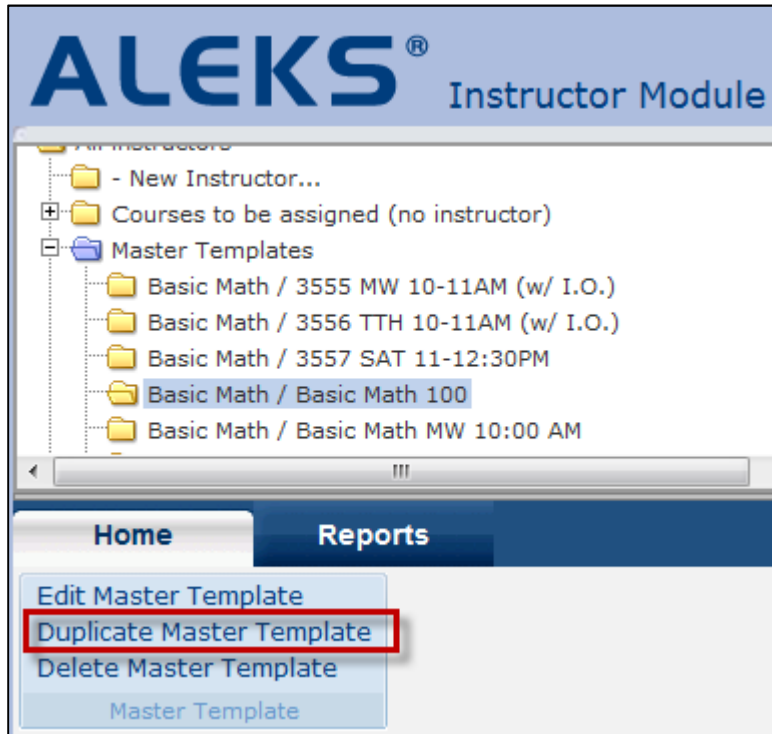 ALEKS® Instructor Module
All Instructors
- New Instructor...
Courses to be assigned (no instructor)
Master Templates
Basic Math / 3555 MW 10-11AM (w/ I.O.)
Basic Math / 3556 TTH 10-11AM (w/ I.O.)
Basic Math / 3557 SAT 11-12:30PM
Basic Math / Basic Math 100
Basic Math / Basic Math MW 10:00 AM
Home Reports
Edit Master Template
Duplicate Master Template
Delete Master Template
Master Template